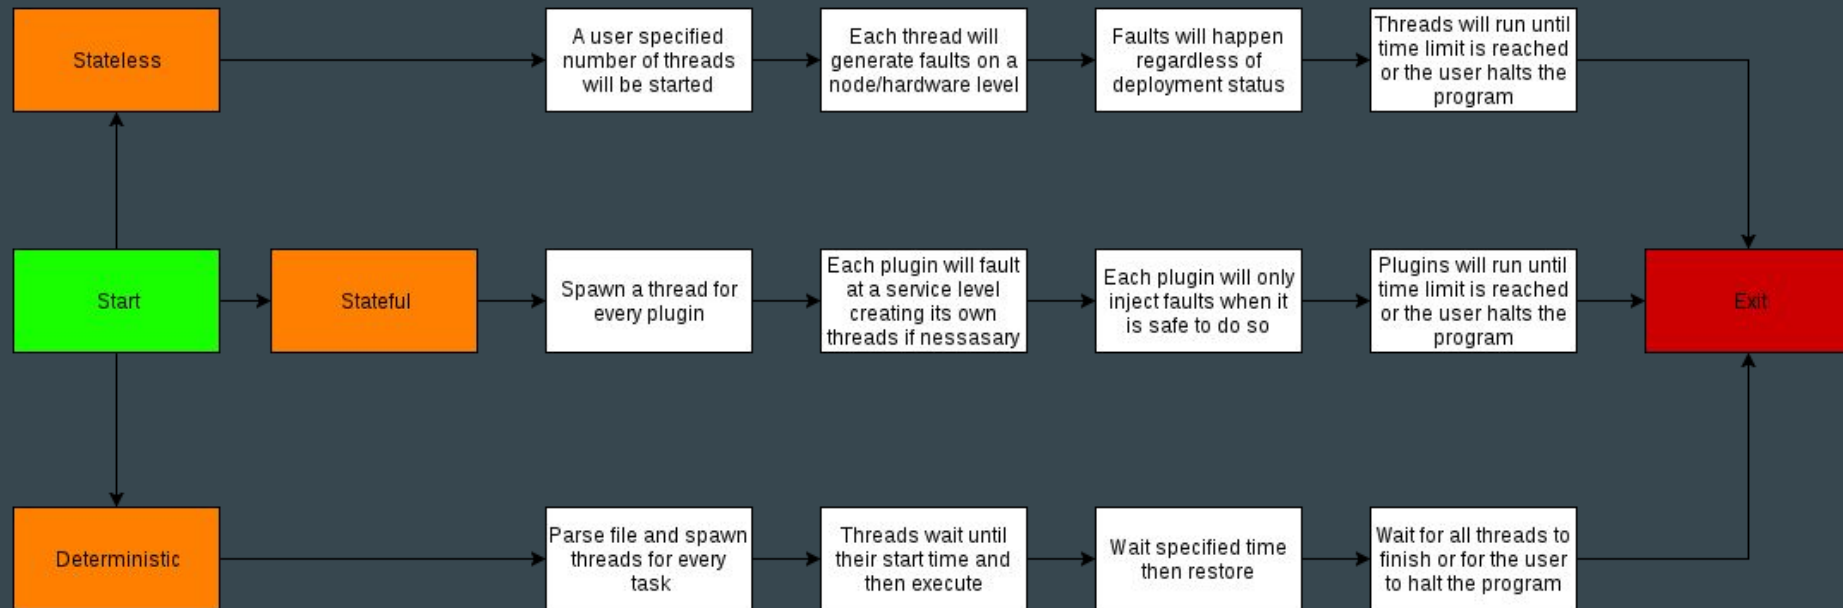 Stateless
A user specified
number of threads
will be started
Each thread will
generate faults on a
node/hardware level
Faults will happen
regardless of
deployment status
Threads will run until
time limit is reached
or the user halts the
program
Start
Stateful
Spawn a thread for
every plugin
Each plugin will fault
at a service level
creating its own
threads if nessasary
Each plugin will only
inject faults when it
is safe to do so
Plugins will run until
time limit is reached
or the user halts the
program
Exit
Deterministic
Parse file and spawn
threads for every
task
Threads wait until
their start time and
then execute
Wait specified time
then restore
Wait for all threads to
finish or for the user
to halt the program